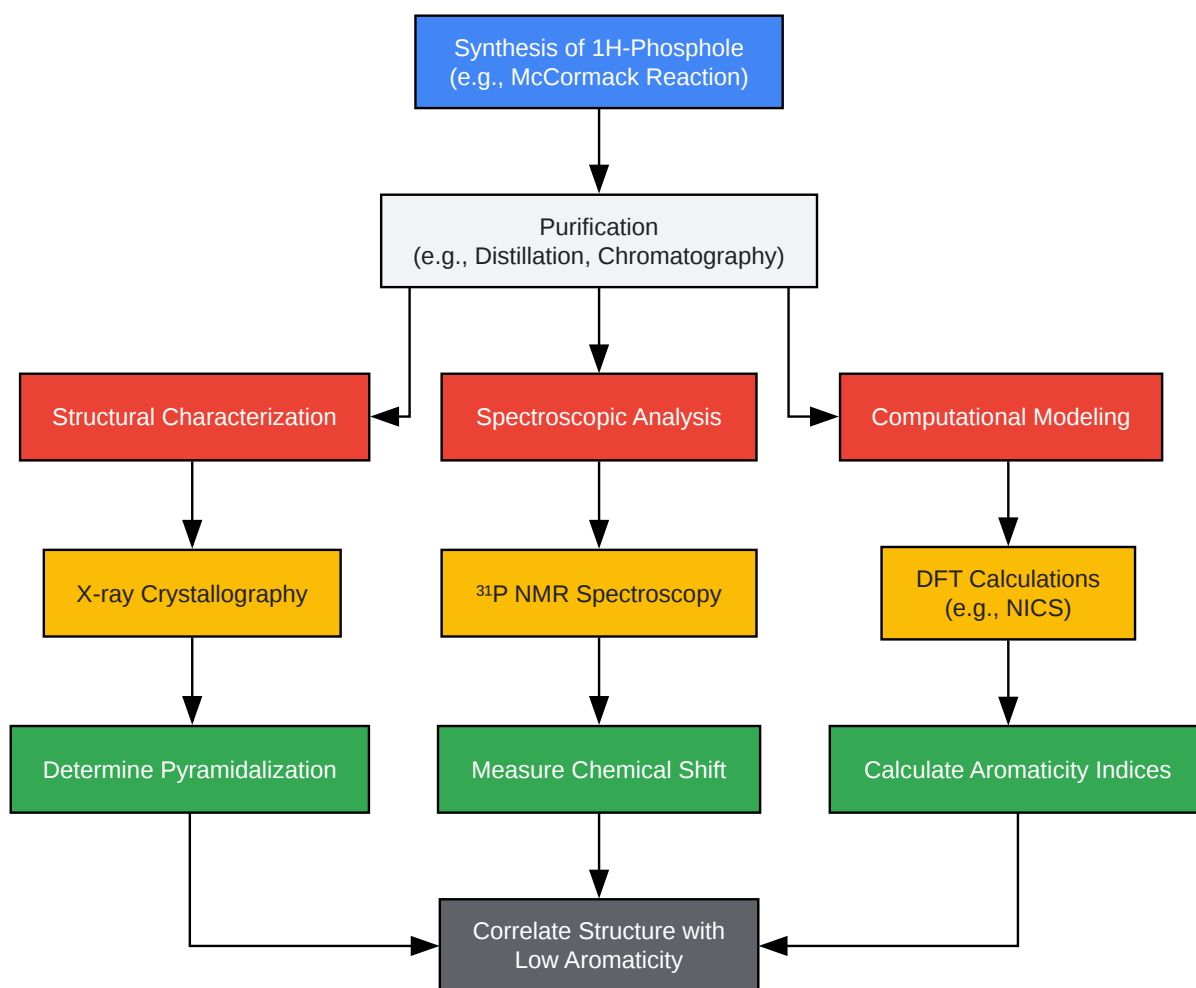 Synthesis of 1H-Phosphole
(e.g., McCormack Reaction)
Purification
(e.g., Distillation, Chromatography)
Structural Characterization
Spectroscopic Analysis
Computational Modeling
X-ray Crystallography
³¹P NMR Spectroscopy
DFT Calculations
(e.g., NICS)
Determine Pyramidalization
Measure Chemical Shift
Calculate Aromaticity Indices
Correlate Structure with
Low Aromaticity